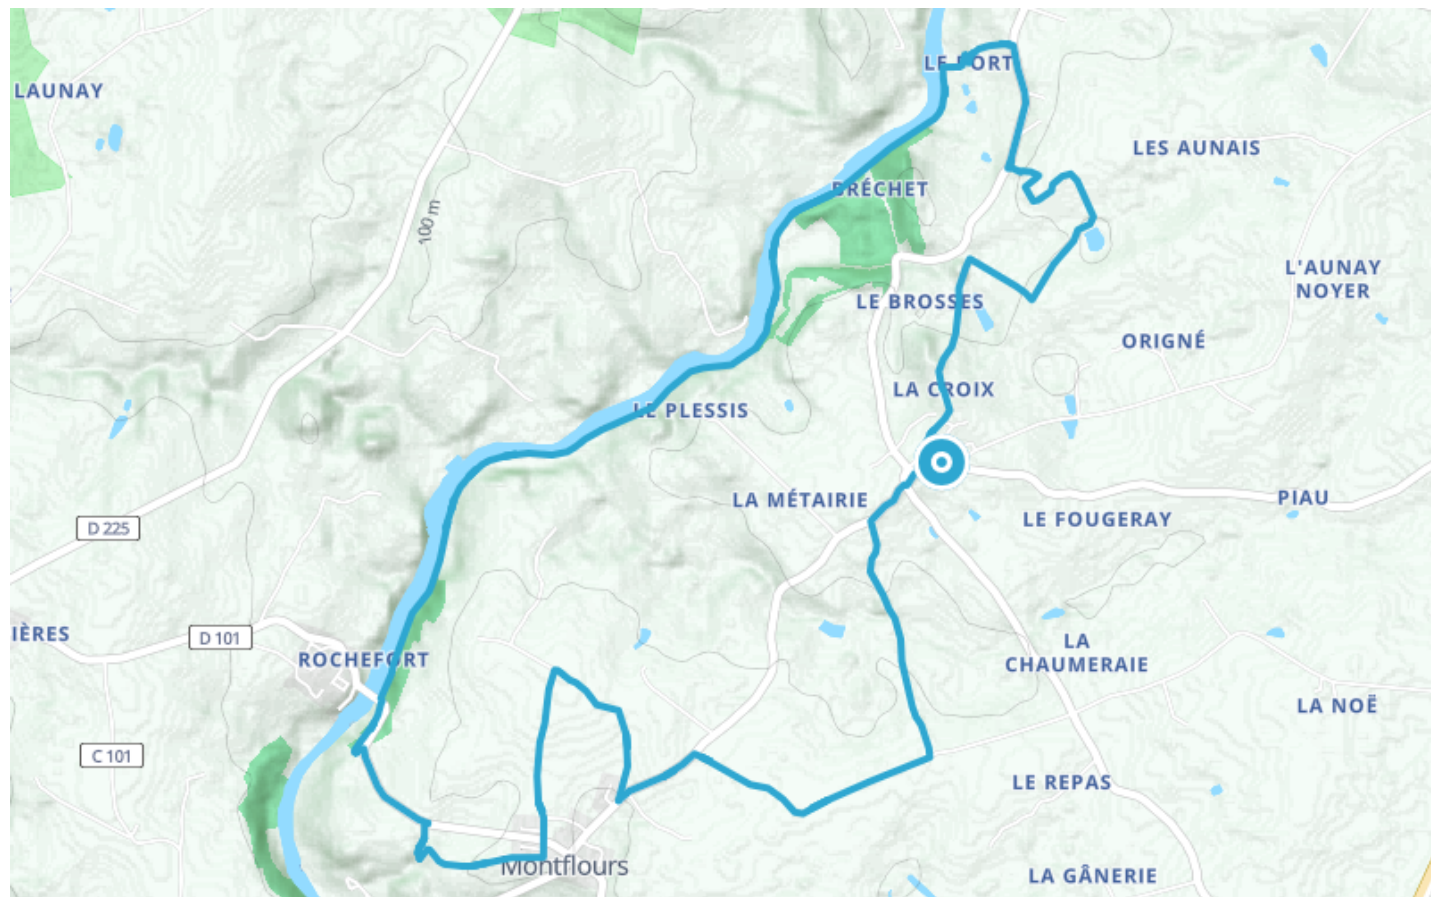 LE PORT
LAUNAY
LES AUNAIS
BRÉCHET
100 m
L'AUNAY
NOYER
LE BROSSES
ORIGNÉ
LA CROIX
LE PLESSIS
LA MÉTAIRIE
PIAU
LE FOUGERAY
D 225
IÈRES
D 101
ROCHEFORT
LA
CHAUMERAIE
LA NOË
C 101
LE REPAS
Montflours
LA GÂNERIE